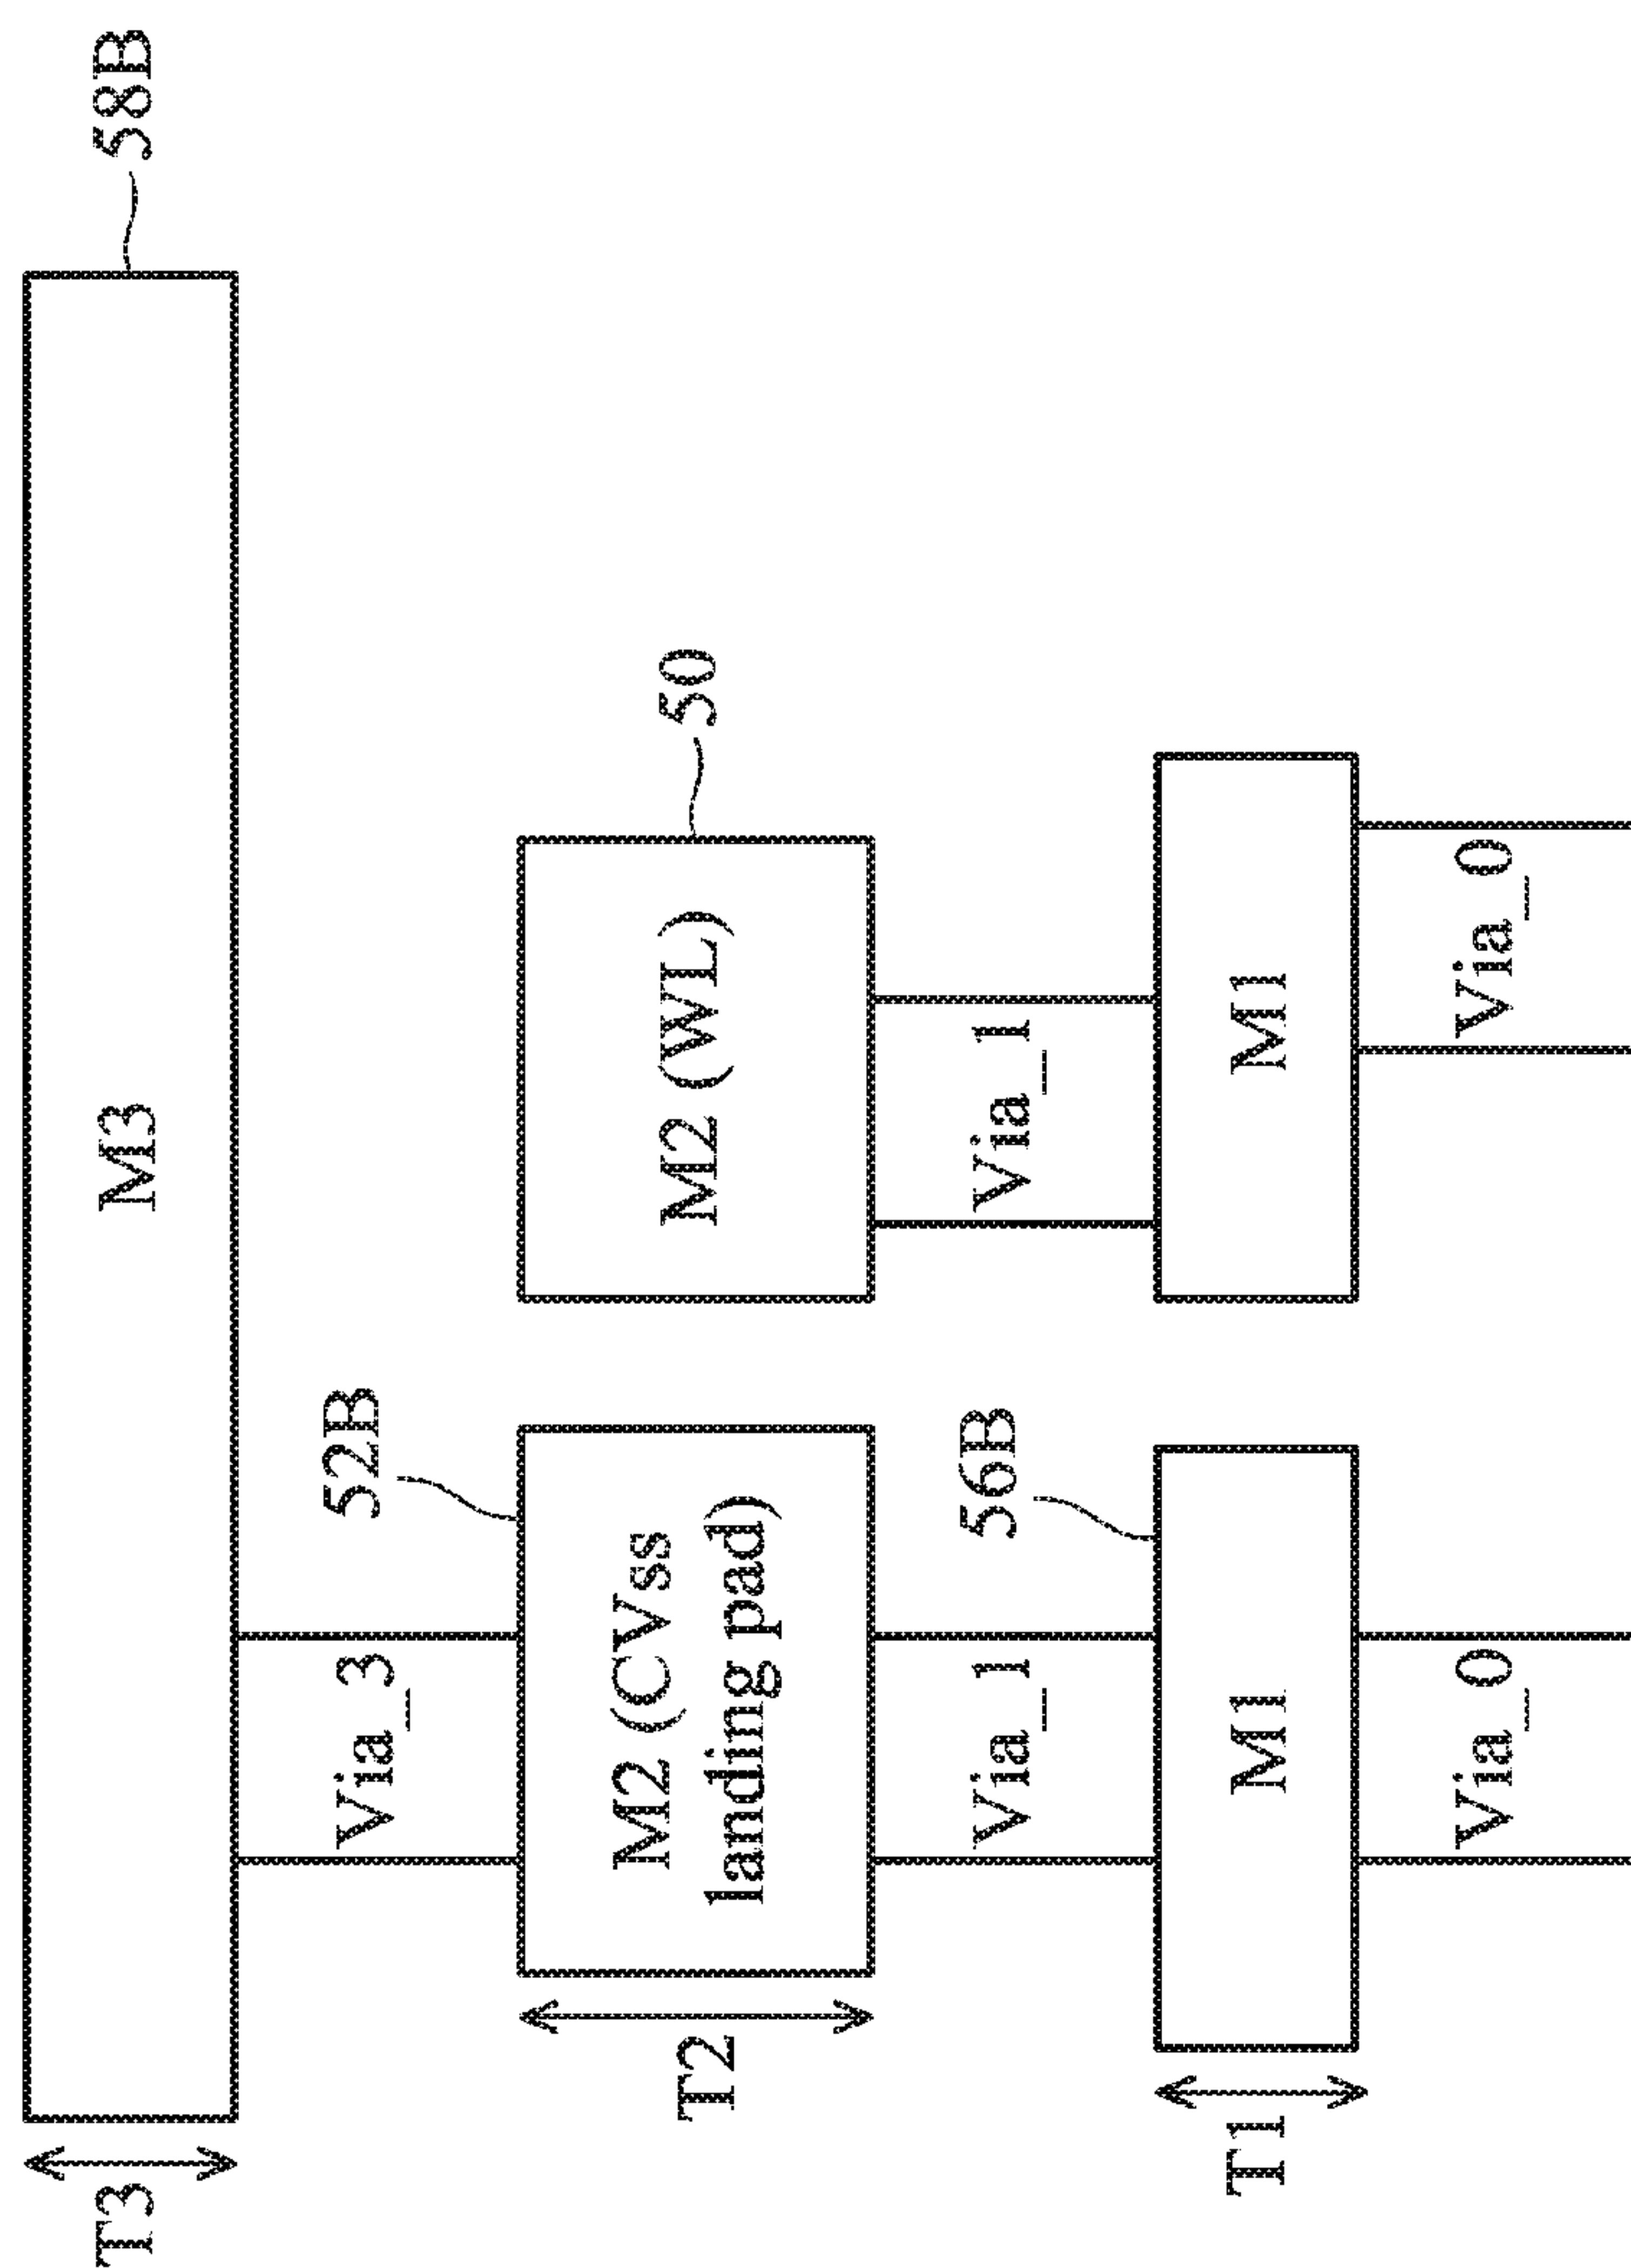 T3
M3
58B
52B
Via_3
T2
M2 (CVss
landing pad)
M2 (WL)
50
56B
Via_1
Via_1
T1
M1
M1
Via_0
Via_0